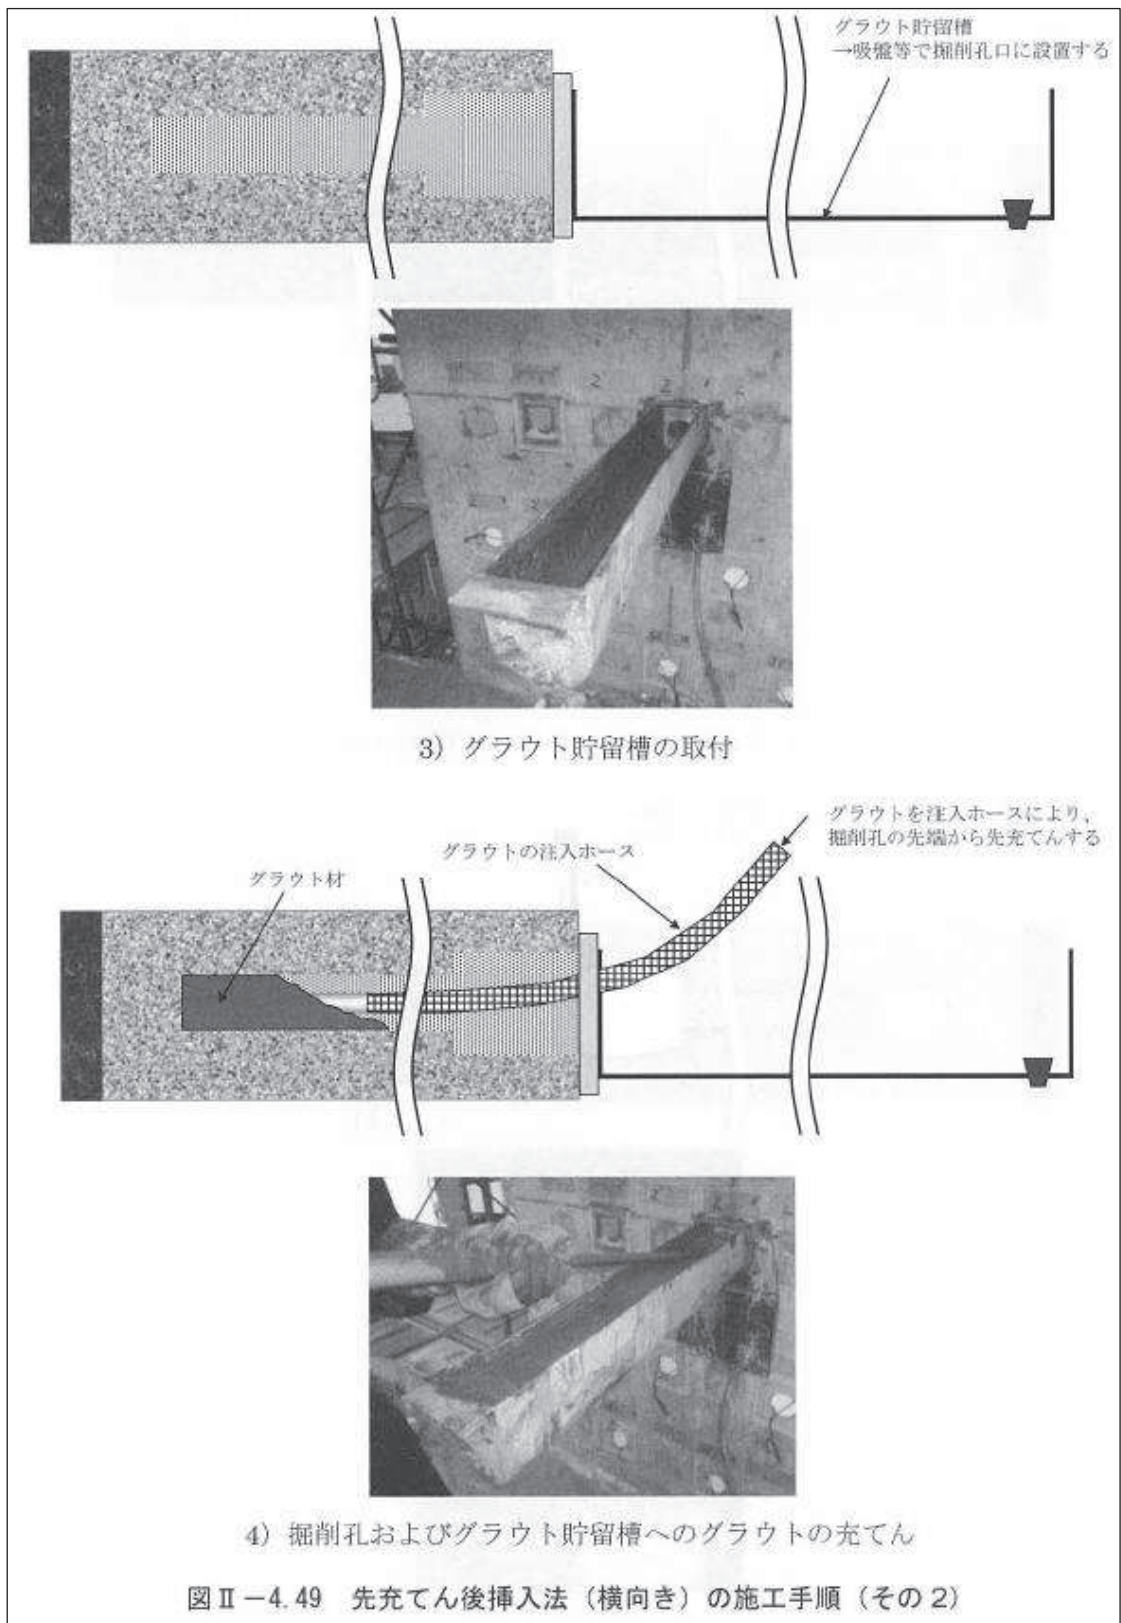 グラウト貯留槽
→吸盤等で掘削孔口に設置する
3) グラウト貯留槽の取付
グラウトを注入ホースにより、
掘削孔の先端から先充てんする
グラウトの注入ホース
グラウト材
4) 掘削孔およびグラウト貯留槽へのグラウトの充てん
図Ⅱ-4.49 先充てん後挿入法（横向き）の施工手順（その2）